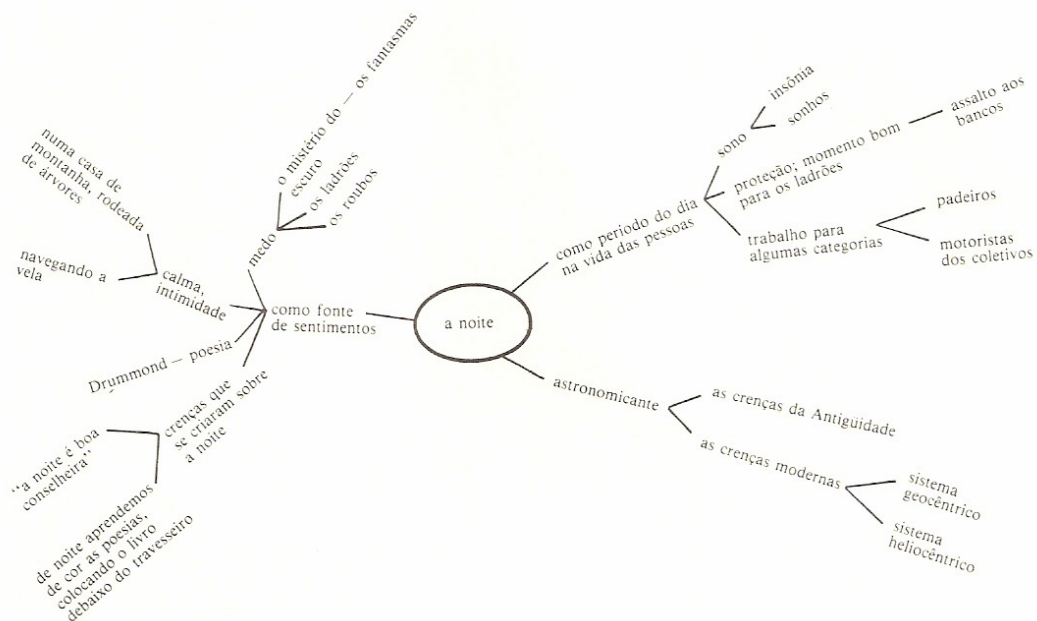 a noite
como fonte
de sentimentos
medo
o mistério do — os fantasmas
escuro
os ladrões
os roubos
calma,
intimidade
numa casa de
montanha, rodeada
de árvores
navegando a
vela
Drummond — poesia
crenças que
se criaram sobre
a noite
“a noite é boa
conselheira”
de noite aprendemos
de cor as poesias,
colocando o livro
debaixo do travesseiro
como período do dia
na vida das pessoas
sono
insônia
sonhos
proteção; momento bom
para os ladrões
assalto aos
bancos
trabalho para
algumas categorias
padeiros
motoristas
dos coletivos
astronomicante
as crenças da Antigüidade
as crenças modernas
sistema
geocêntrico
sistema
heliocêntrico